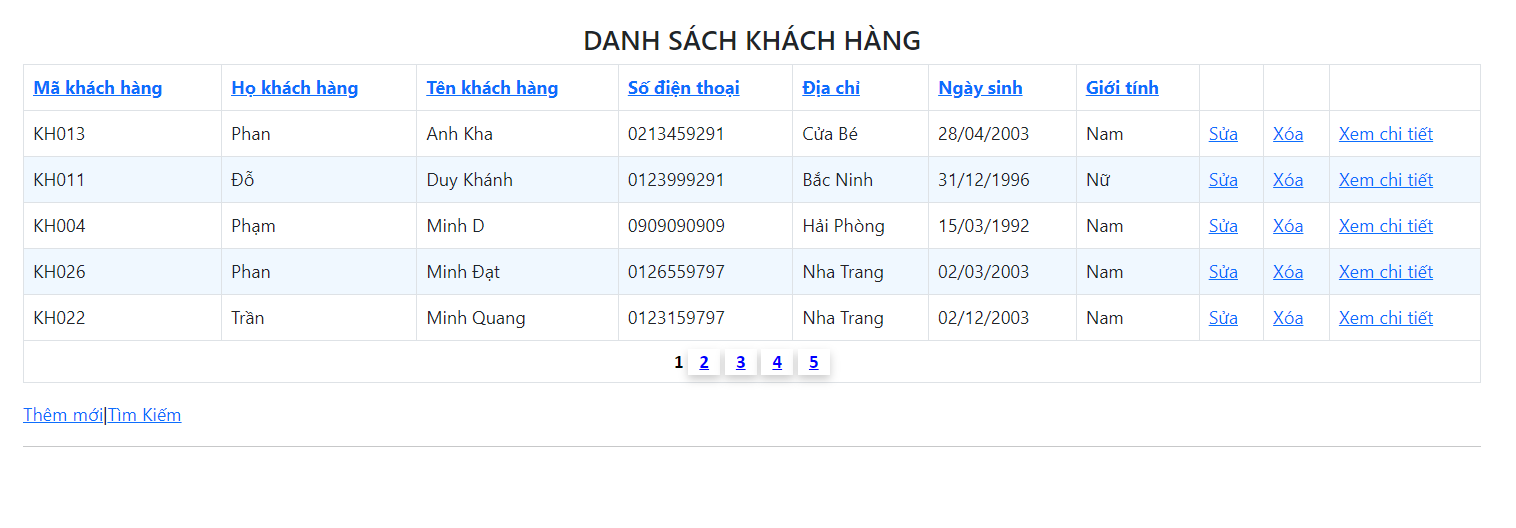 DANH SÁCH KHÁCH HÀNG
Mã khách hàng Họ khách hàng Tên khách hàng Số điện thoại Địa chỉ Ngày sinh Giới tính
KH013 Phan Anh Kha 0213459291 Cửa Bé 28/04/2003 Nam Sửa Xóa Xem chi tiết
KH011 Đỗ Duy Khánh 0123999291 Bắc Ninh 31/12/1996 Nữ Sửa Xóa Xem chi tiết
KH004 Phạm Minh D 0909090909 Hải Phòng 15/03/1992 Nam Sửa Xóa Xem chi tiết
KH026 Phan Minh Đạt 0126559797 Nha Trang 02/03/2003 Nam Sửa Xóa Xem chi tiết
KH022 Trần Minh Quang 0123159797 Nha Trang 02/12/2003 Nam Sửa Xóa Xem chi tiết
1 2 3 4 5
Thêm mới|Tìm Kiếm